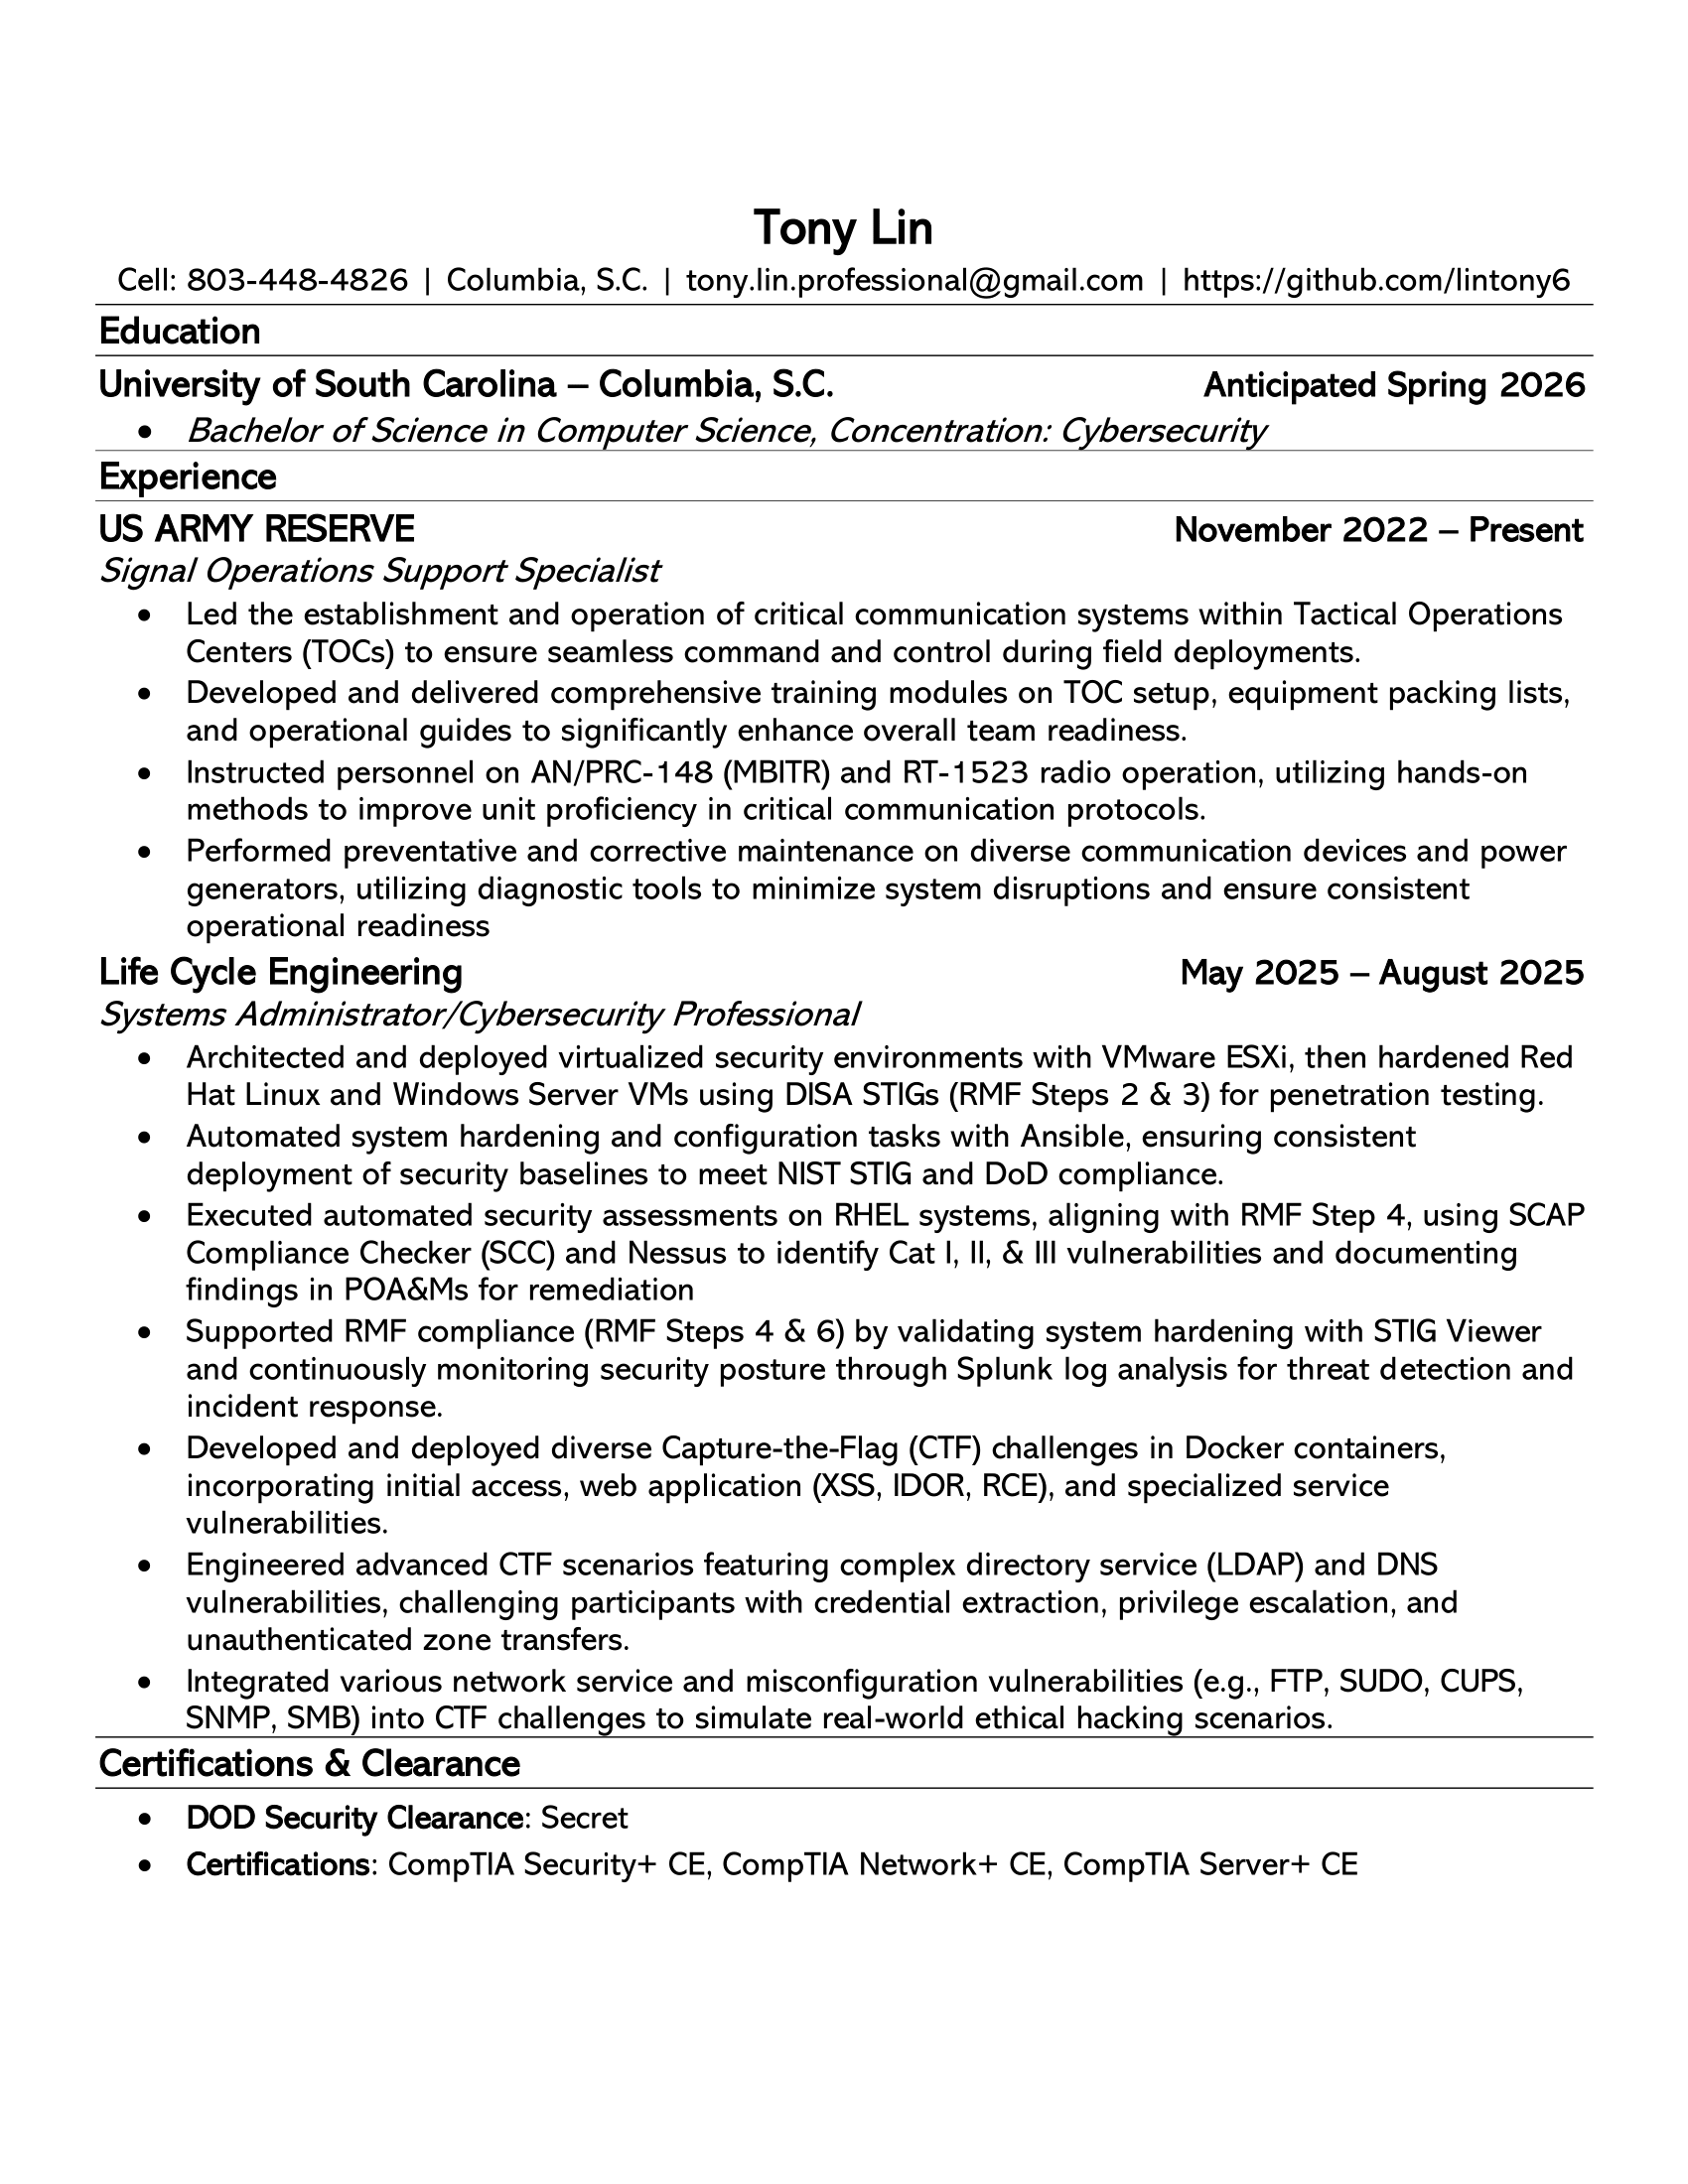 Tony Lin
Cell: 803-448-4826 | Columbia, S.C. | tony.lin.professional@gmail.com | https://github.com/lintony6
Education
University of South Carolina – Columbia, S.C. Anticipated Spring 2026
• Bachelor of Science in Computer Science, Concentration: Cybersecurity
Experience
US ARMY RESERVE November 2022 – Present
Signal Operations Support Specialist
• Led the establishment and operation of critical communication systems within Tactical Operations
Centers (TOCs) to ensure seamless command and control during field deployments.
• Developed and delivered comprehensive training modules on TOC setup, equipment packing lists,
and operational guides to significantly enhance overall team readiness.
• Instructed personnel on AN/PRC-148 (MBITR) and RT-1523 radio operation, utilizing hands-on
methods to improve unit proficiency in critical communication protocols.
• Performed preventative and corrective maintenance on diverse communication devices and power
generators, utilizing diagnostic tools to minimize system disruptions and ensure consistent
operational readiness
Life Cycle Engineering May 2025 – August 2025
Systems Administrator/Cybersecurity Professional
• Architected and deployed virtualized security environments with VMware ESXi, then hardened Red
Hat Linux and Windows Server VMs using DISA STIGs (RMF Steps 2 & 3) for penetration testing.
• Automated system hardening and configuration tasks with Ansible, ensuring consistent
deployment of security baselines to meet NIST STIG and DoD compliance.
• Executed automated security assessments on RHEL systems, aligning with RMF Step 4, using SCAP
Compliance Checker (SCC) and Nessus to identify Cat I, II, & III vulnerabilities and documenting
findings in POA&Ms for remediation
• Supported RMF compliance (RMF Steps 4 & 6) by validating system hardening with STIG Viewer
and continuously monitoring security posture through Splunk log analysis for threat detection and
incident response.
• Developed and deployed diverse Capture-the-Flag (CTF) challenges in Docker containers,
incorporating initial access, web application (XSS, IDOR, RCE), and specialized service
vulnerabilities.
• Engineered advanced CTF scenarios featuring complex directory service (LDAP) and DNS
vulnerabilities, challenging participants with credential extraction, privilege escalation, and
unauthenticated zone transfers.
• Integrated various network service and misconfiguration vulnerabilities (e.g., FTP, SUDO, CUPS,
SNMP, SMB) into CTF challenges to simulate real-world ethical hacking scenarios.
Certifications & Clearance
• DOD Security Clearance: Secret
• Certifications: CompTIA Security+ CE, CompTIA Network+ CE, CompTIA Server+ CE